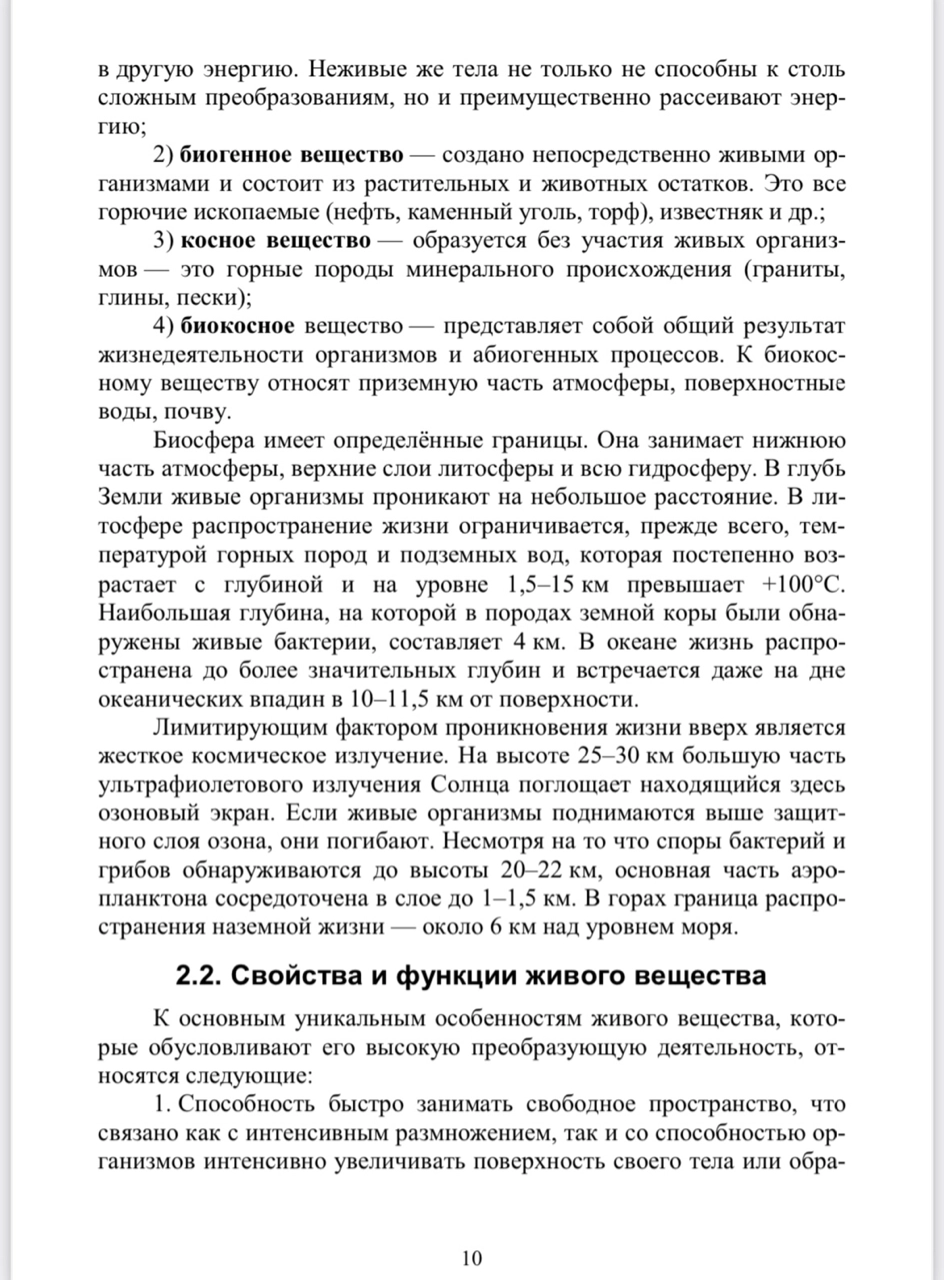 в другую энергию. Неживые же тела не только не способны к столь
сложным преобразованиям, но и преимущественно рассеивают энер-
гию;
2) биогенное вещество — создано непосредственно живыми ор-
ганизмами и состоит из растительных и животных остатков. Это все
горючие ископаемые (нефть, каменный уголь, торф), известняк и др.;
3) косное вещество — образуется без участия живых организ-
мов — это горные породы минерального происхождения (граниты,
глины, пески);
4) биокосное вещество — представляет собой общий результат
жизнедеятельности организмов и абиогенных процессов. К биокос-
ному веществу относят приземную часть атмосферы, поверхностные
воды, почву.
Биосфера имеет определённые границы. Она занимает нижнюю
часть атмосферы, верхние слои литосферы и всю гидросферу. В глубь
Земли живые организмы проникают на небольшое расстояние. В ли-
тосфере распространение жизни ограничивается, прежде всего, тем-
пературой горных пород и подземных вод, которая постепенно воз-
растает с глубиной и на уровне 1,5–15 км превышает +100°С.
Наибольшая глубина, на которой в породах земной коры были обна-
ружены живые бактерии, составляет 4 км. В океане жизнь распро-
странена до более значительных глубин и встречается даже на дне
океанических впадин в 10–11,5 км от поверхности.
Лимитирующим фактором проникновения жизни вверх является
жесткое космическое излучение. На высоте 25–30 км большую часть
ультрафиолетового излучения Солнца поглощает находящийся здесь
озоновый экран. Если живые организмы поднимаются выше защит-
ного слоя озона, они погибают. Несмотря на то что споры бактерий и
грибов обнаруживаются до высоты 20–22 км, основная часть аэро-
планктона сосредоточена в слое до 1–1,5 км. В горах граница распро-
странения наземной жизни — около 6 км над уровнем моря.
2.2. Свойства и функции живого вещества
К основным уникальным особенностям живого вещества, кото-
рые обусловливают его высокую преобразующую деятельность, от-
носятся следующие:
1. Способность быстро занимать свободное пространство, что
связано как с интенсивным размножением, так и со способностью ор-
ганизмов интенсивно увеличивать поверхность своего тела или обра-
10